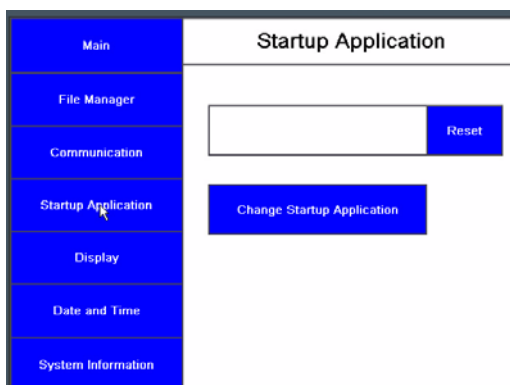 Main
File Manager
Communication
Startup Application
Display
Date and Time
System Information
Startup Application
Reset
Change Startup Application